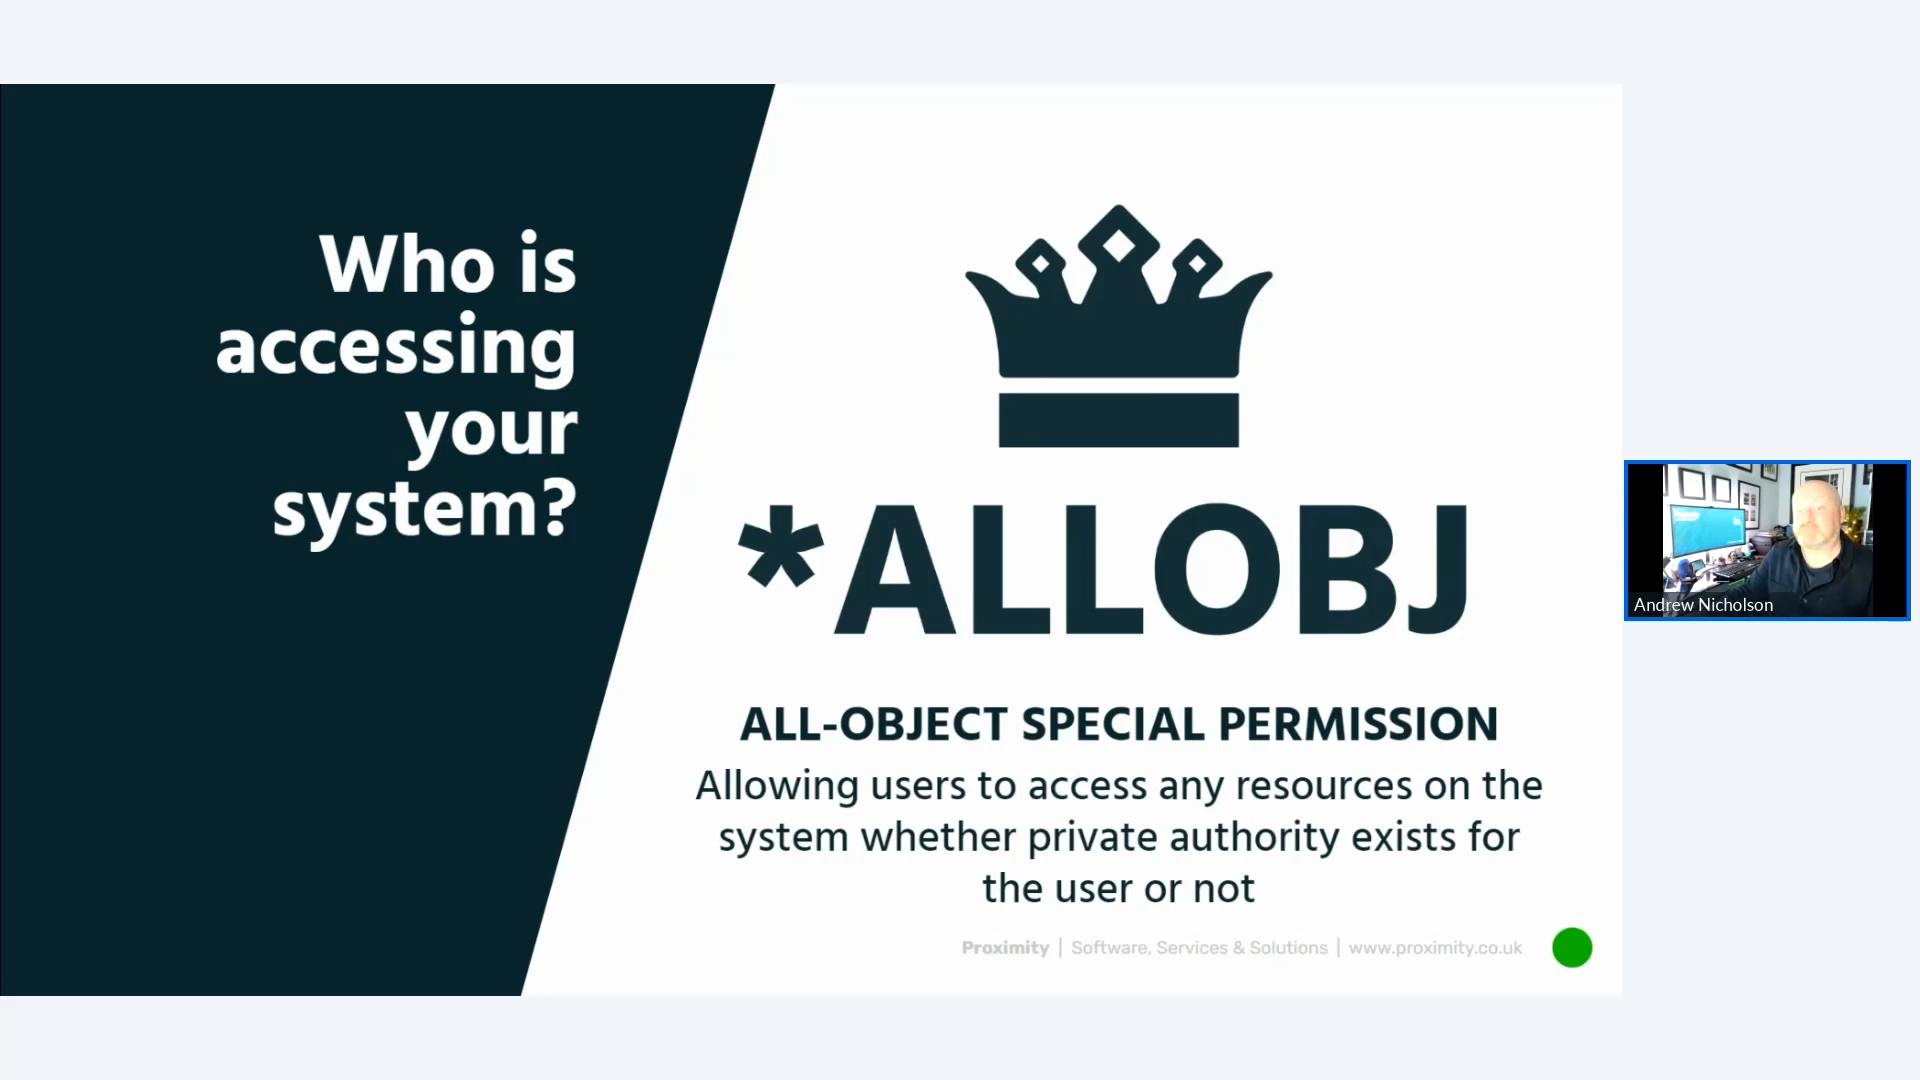 Who is
accessing
your
system?
*ALLOBJ
ALL-OBJECT SPECIAL PERMISSION
Allowing users to access any resources on the
system whether private authority exists for
the user or not
Proximity | Software, Services & Solutions | www.proximity.co.uk
Andrew Nicholson